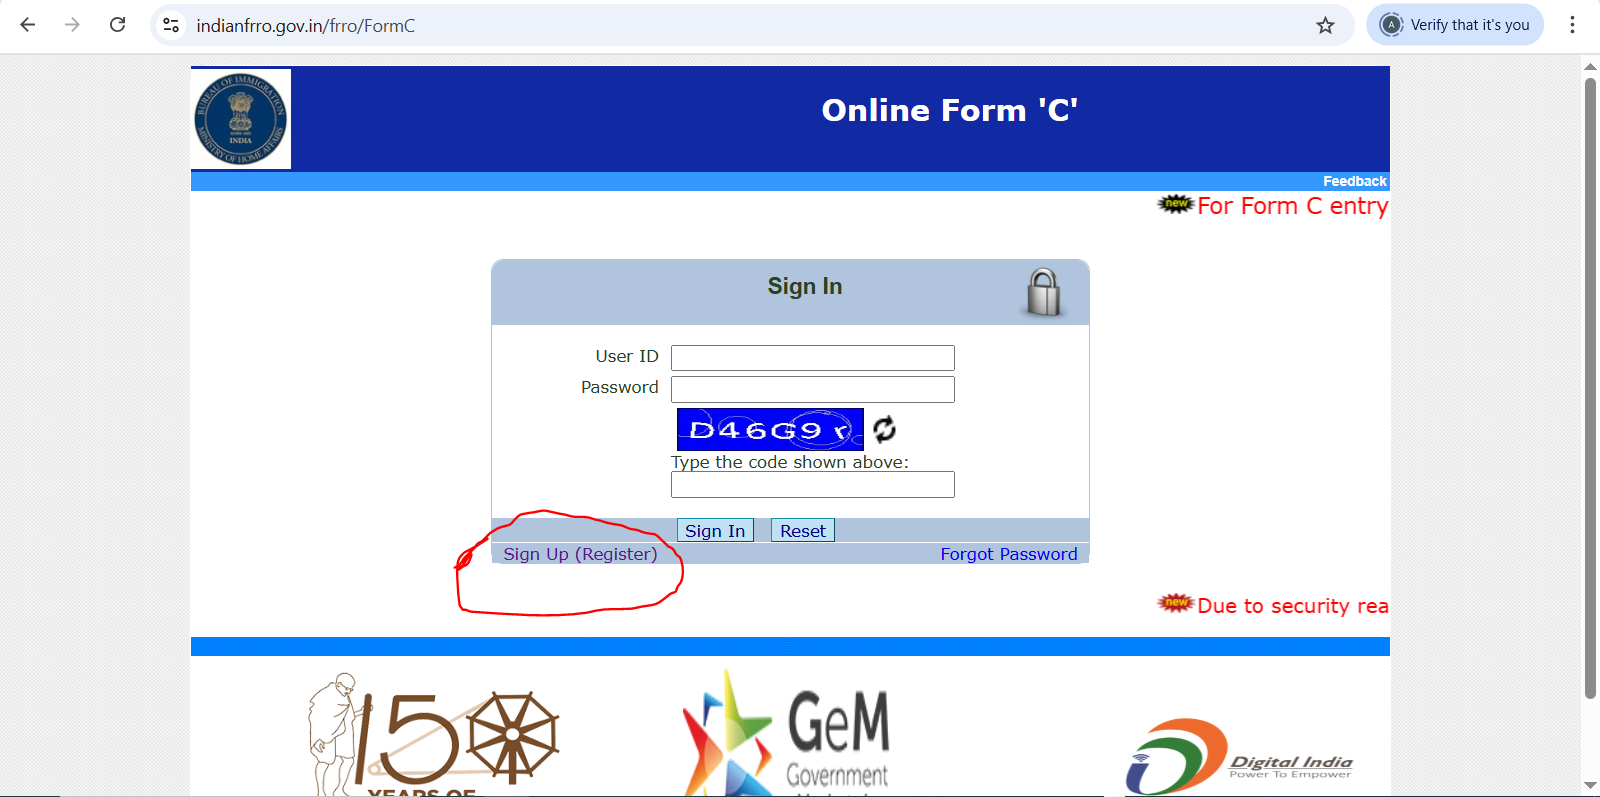 indianfrro.gov.in/frro/FormC
A
Verify that it's you
BUREAU OF IMMIGRATION
INDIA
MINISTRY OF HOME AFFAIRS
Online Form 'C'
Feedback
new For Form C entry
Sign In
User ID
Password
D46G9r
Type the code shown above:
Sign In Reset
Sign Up (Register) Forgot Password
new Due to security rea
150
YEARS OF
GeM
Government
Digital India
Power To Empower